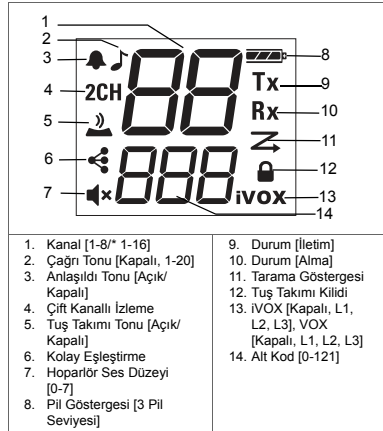 1
2
3
4
5
6
7
2CH
88
888
Tx
Rx
iVOX
8
9
10
11
12
13
14
1. Kanal [1-8/* 1-16]
2. Çağrı Tonu [Kapalı, 1-20]
3. Anlaşıldı Tonu [Açık/
Kapalı]
4. Çift Kanallı İzleme
5. Tuş Takımı Tonu [Açık/
Kapalı]
6. Kolay Eşleştirme
7. Hoparlör Ses Düzeyi
[0-7]
8. Pil Göstergesi [3 Pil
Seviyesi]
9. Durum [İletim]
10. Durum [Alma]
11. Tarama Göstergesi
12. Tuş Takımı Kilidi
13. iVOX [Kapalı, L1,
L2, L3], VOX
[Kapalı, L1, L2, L3]
14. Alt Kod [0-121]